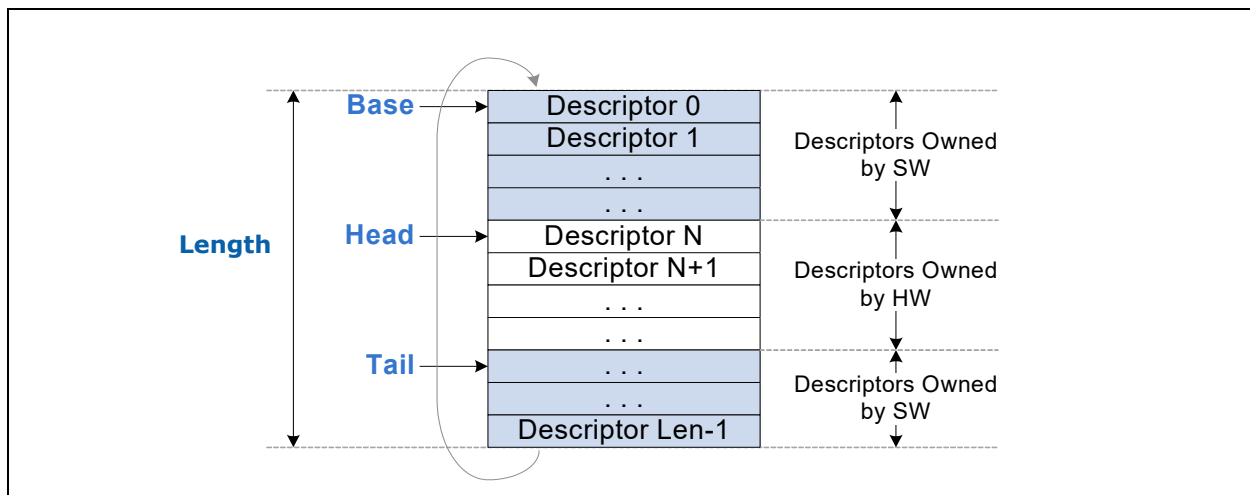 Base
Descriptor 0
Descriptor 1
. . .
. . .
Descriptors Owned
by SW
Length
Head
Descriptor N
Descriptor N+1
. . .
. . .
Descriptors Owned
by HW
Tail
. . .
. . .
Descriptor Len-1
Descriptors Owned
by SW